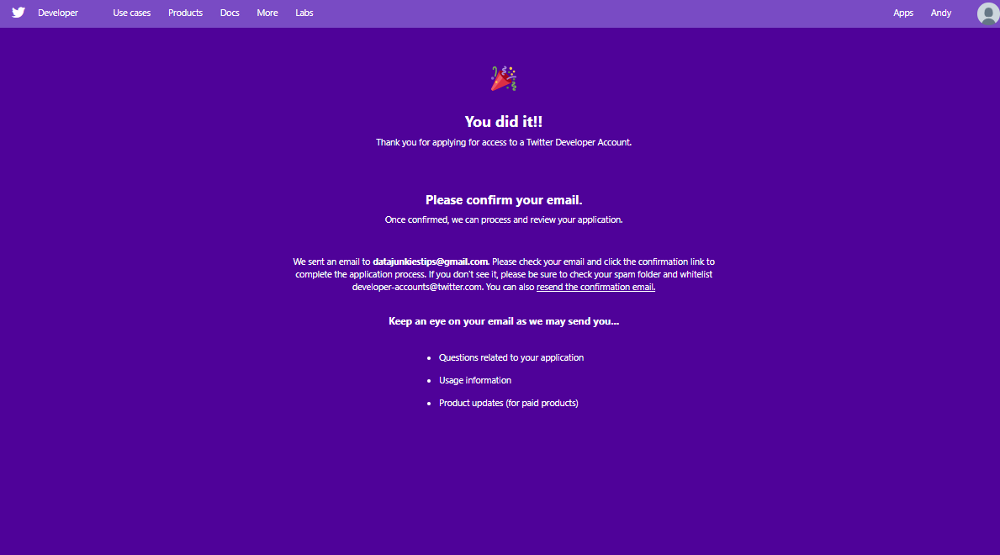 Developer Use cases Products Docs More Labs Apps Andy
You did it!!
Thank you for applying for access to a Twitter Developer Account.
Please confirm your email.
Once confirmed, we can process and review your application.
We sent an email to datajunkiestips@gmail.com. Please check your email and click the confirmation link to
complete the application process. If you don't see it, please be sure to check your spam folder and whitelist
developer-accounts@twitter.com. You can also resend the confirmation email.
Keep an eye on your email as we may send you...
• Questions related to your application
• Usage information
• Product updates (for paid products)